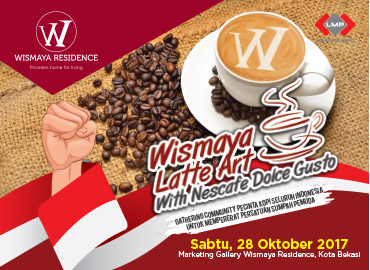 W
WISMAYA RESIDENCE
Priceless home for living
LMP
W
Wismaya
Latte Art
With Nescafe Dolce Gusto
GATHERING COMMUNITY PECINTA KOPI SELURUH INDONESIA
UNTUK MEMPERERAT PERSATUAN SUMPAH PEMUDA
Sabtu, 28 Oktober 2017
Marketing Gallery Wismaya Residence, Kota Bekasi